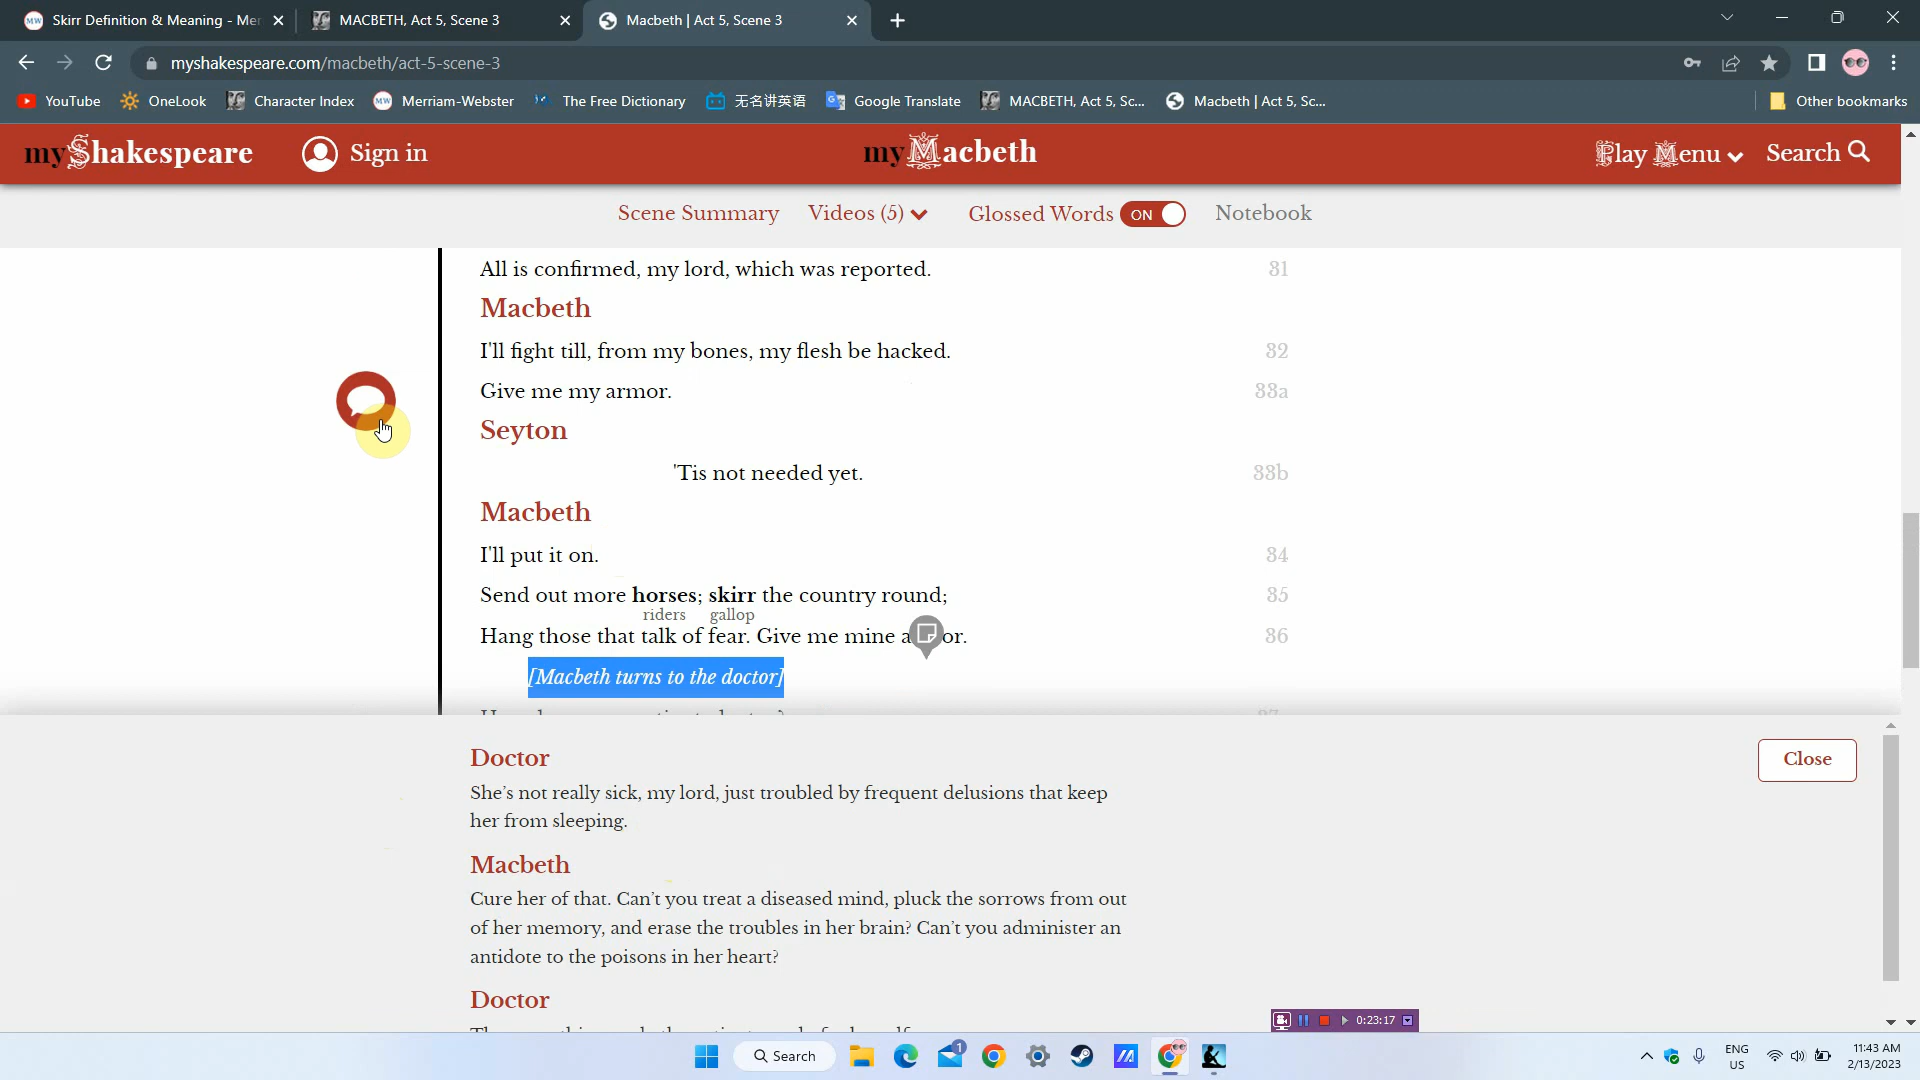 Skirr Definition & Meaning - Mer
MACBETH, Act 5, Scene 3
Macbeth | Act 5, Scene 3
myshakespeare.com/macbeth/act-5-scene-3
YouTube
OneLook
Character Index
Merriam-Webster
The Free Dictionary
无名讲英语
Google Translate
MACBETH, Act 5, Sc...
Macbeth | Act 5, Sc...
Other bookmarks
myShakespeare
Sign in
myMacbeth
Play Menu
Search
Scene Summary
Videos (5)
Glossed Words
ON
Notebook
All is confirmed, my lord, which was reported. 31
Macbeth
I'll fight till, from my bones, my flesh be hacked. 32
Give me my armor. 33a
Seyton
'Tis not needed yet. 33b
Macbeth
I'll put it on. 34
Send out more horses; skirr the country round; 35
riders gallop
Hang those that talk of fear. Give me mine a or. 36
[Macbeth turns to the doctor]
Doctor
Close
She's not really sick, my lord, just troubled by frequent delusions that keep
her from sleeping.
Macbeth
Cure her of that. Can't you treat a diseased mind, pluck the sorrows from out
of her memory, and erase the troubles in her brain? Can't you administer an
antidote to the poisons in her heart?
Doctor
0:23:17
Search
1
ENG
US
11:43 AM
2/13/2023